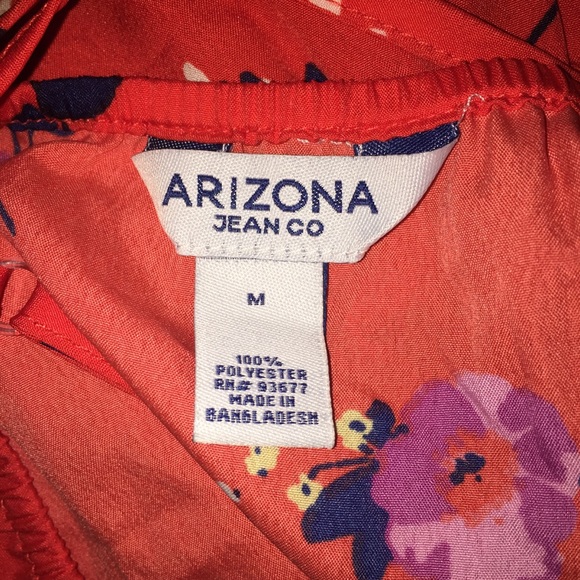 ARIZONA
JEAN CO
M
100%
POLYESTER
RN# 93677
MADE IN
BANGLADESH